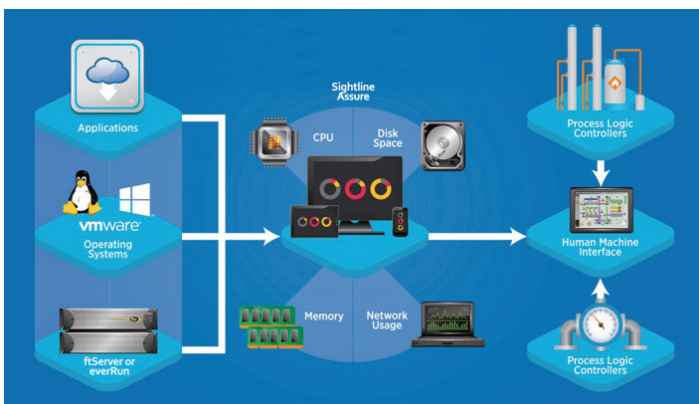 Applications
vmware®
Operating
Systems
ftServer or
everRun
Sightline
Assure
CPU
Disk
Space
Memory
Network
Usage
Process Logic
Controllers
Human Machine
Interface
Process Logic
Controllers